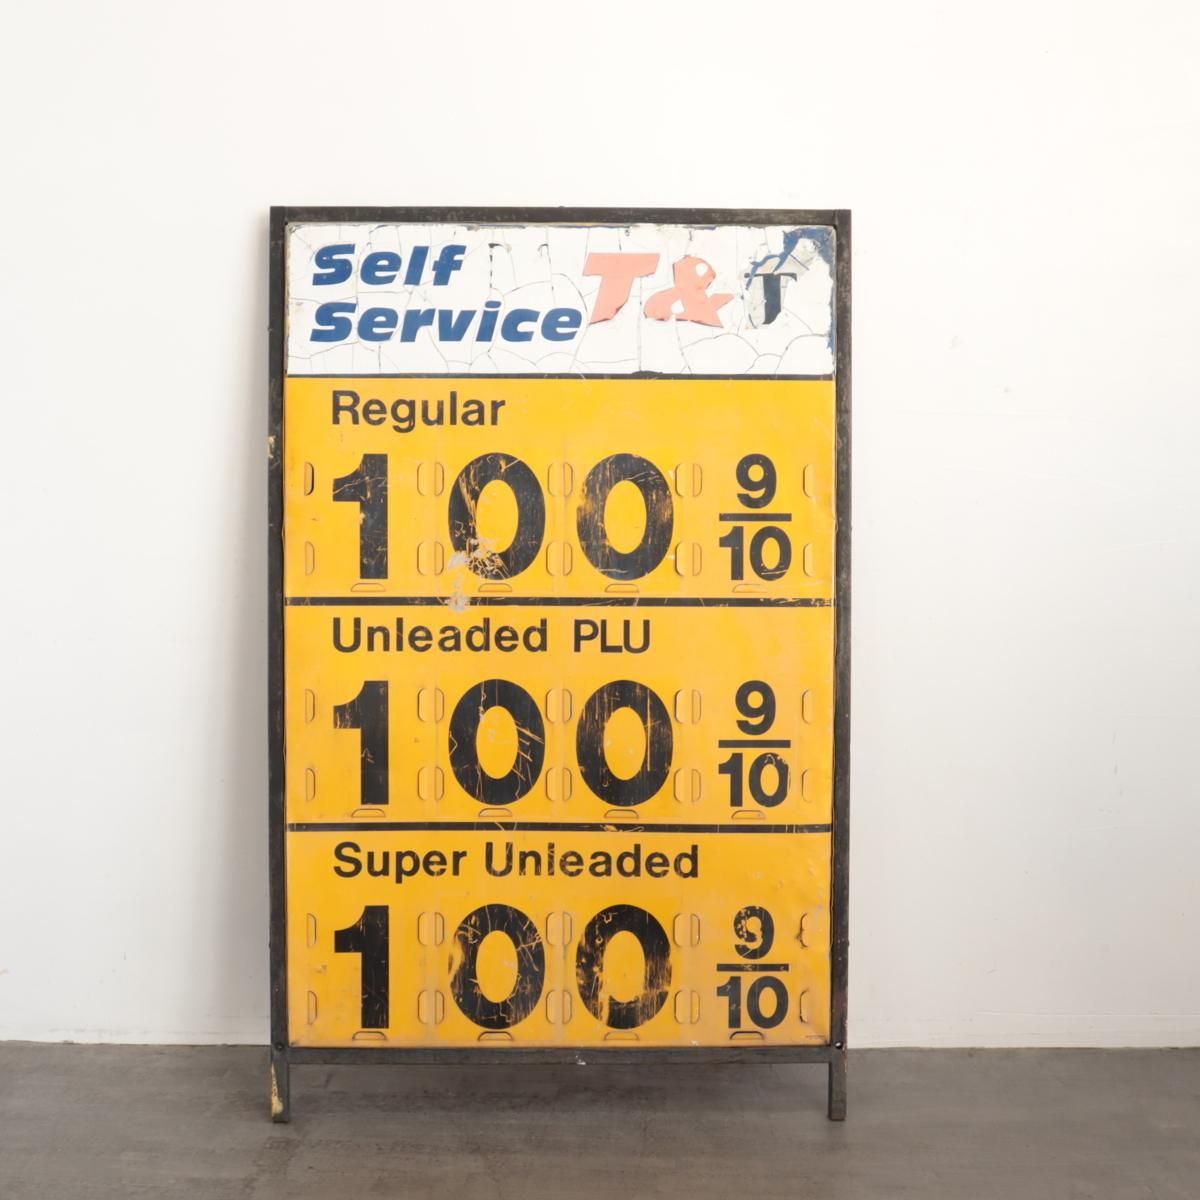 Self
Service T & T
Regular
100 9/10
Unleaded PLU
100 9/10
Super Unleaded
100 9/10